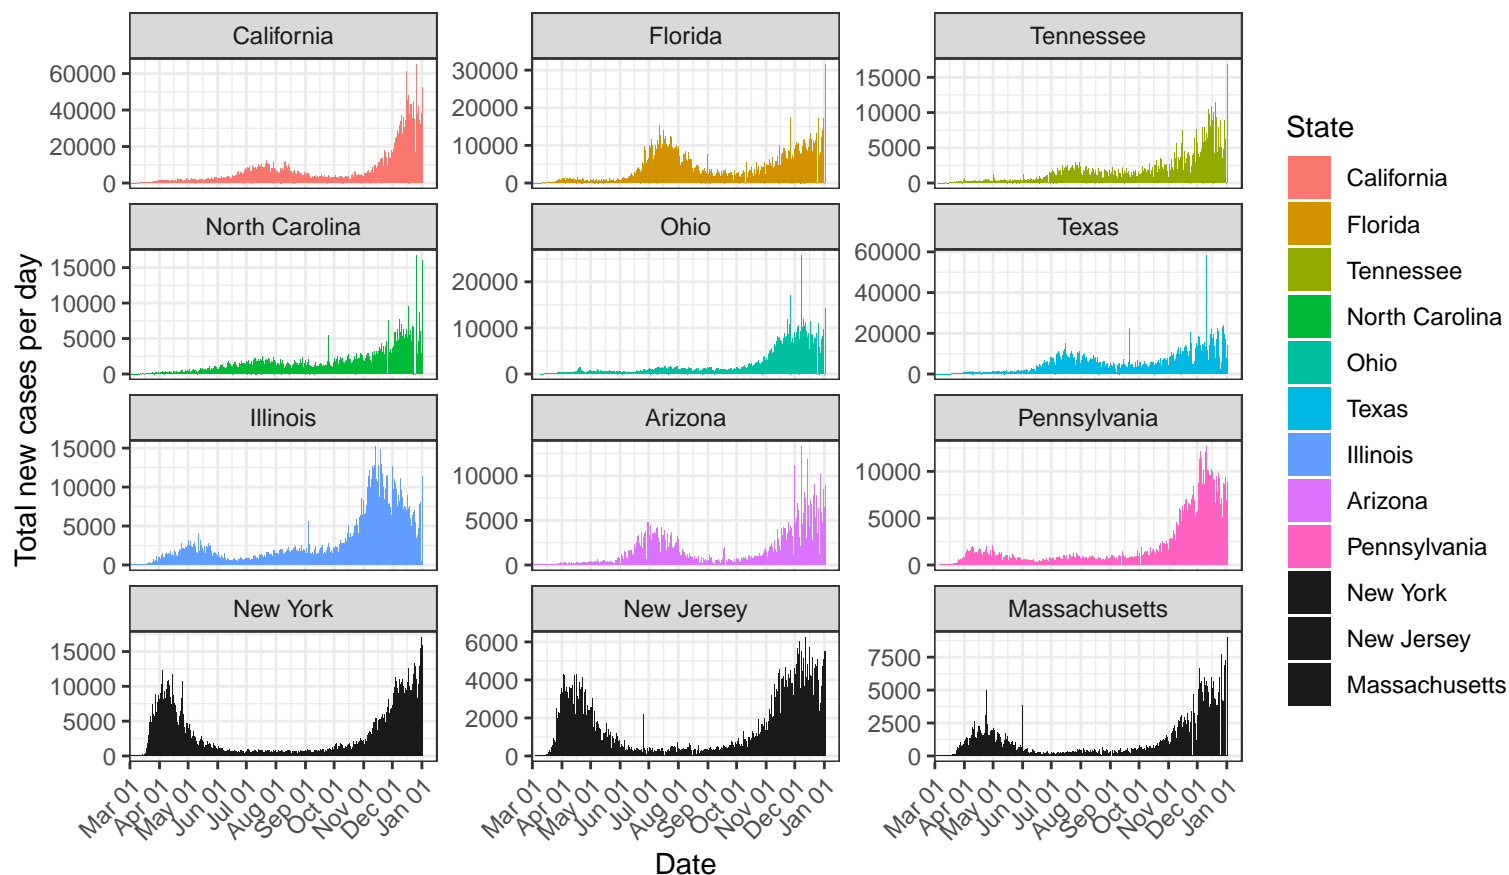 California
Florida
Tennessee
60000
40000
20000
0
30000
20000
10000
0
15000
10000
5000
0
North Carolina
Ohio
Texas
15000
10000
5000
0
20000
10000
0
60000
40000
20000
0
Illinois
Arizona
Pennsylvania
15000
10000
5000
0
10000
5000
0
10000
5000
0
New York
New Jersey
Massachusetts
15000
10000
5000
0
6000
4000
2000
0
7500
5000
2500
0
Mar 01
Apr 01
May 01
Jun 01
Jul 01
Aug 01
Sep 01
Oct 01
Nov 01
Dec 01
Jan 01
Mar 01
Apr 01
May 01
Jun 01
Jul 01
Aug 01
Sep 01
Oct 01
Nov 01
Dec 01
Jan 01
Mar 01
Apr 01
May 01
Jun 01
Jul 01
Aug 01
Sep 01
Oct 01
Nov 01
Dec 01
Jan 01
Date
Total new cases per day
State
California
Florida
Tennessee
North Carolina
Ohio
Texas
Illinois
Arizona
Pennsylvania
New York
New Jersey
Massachusetts